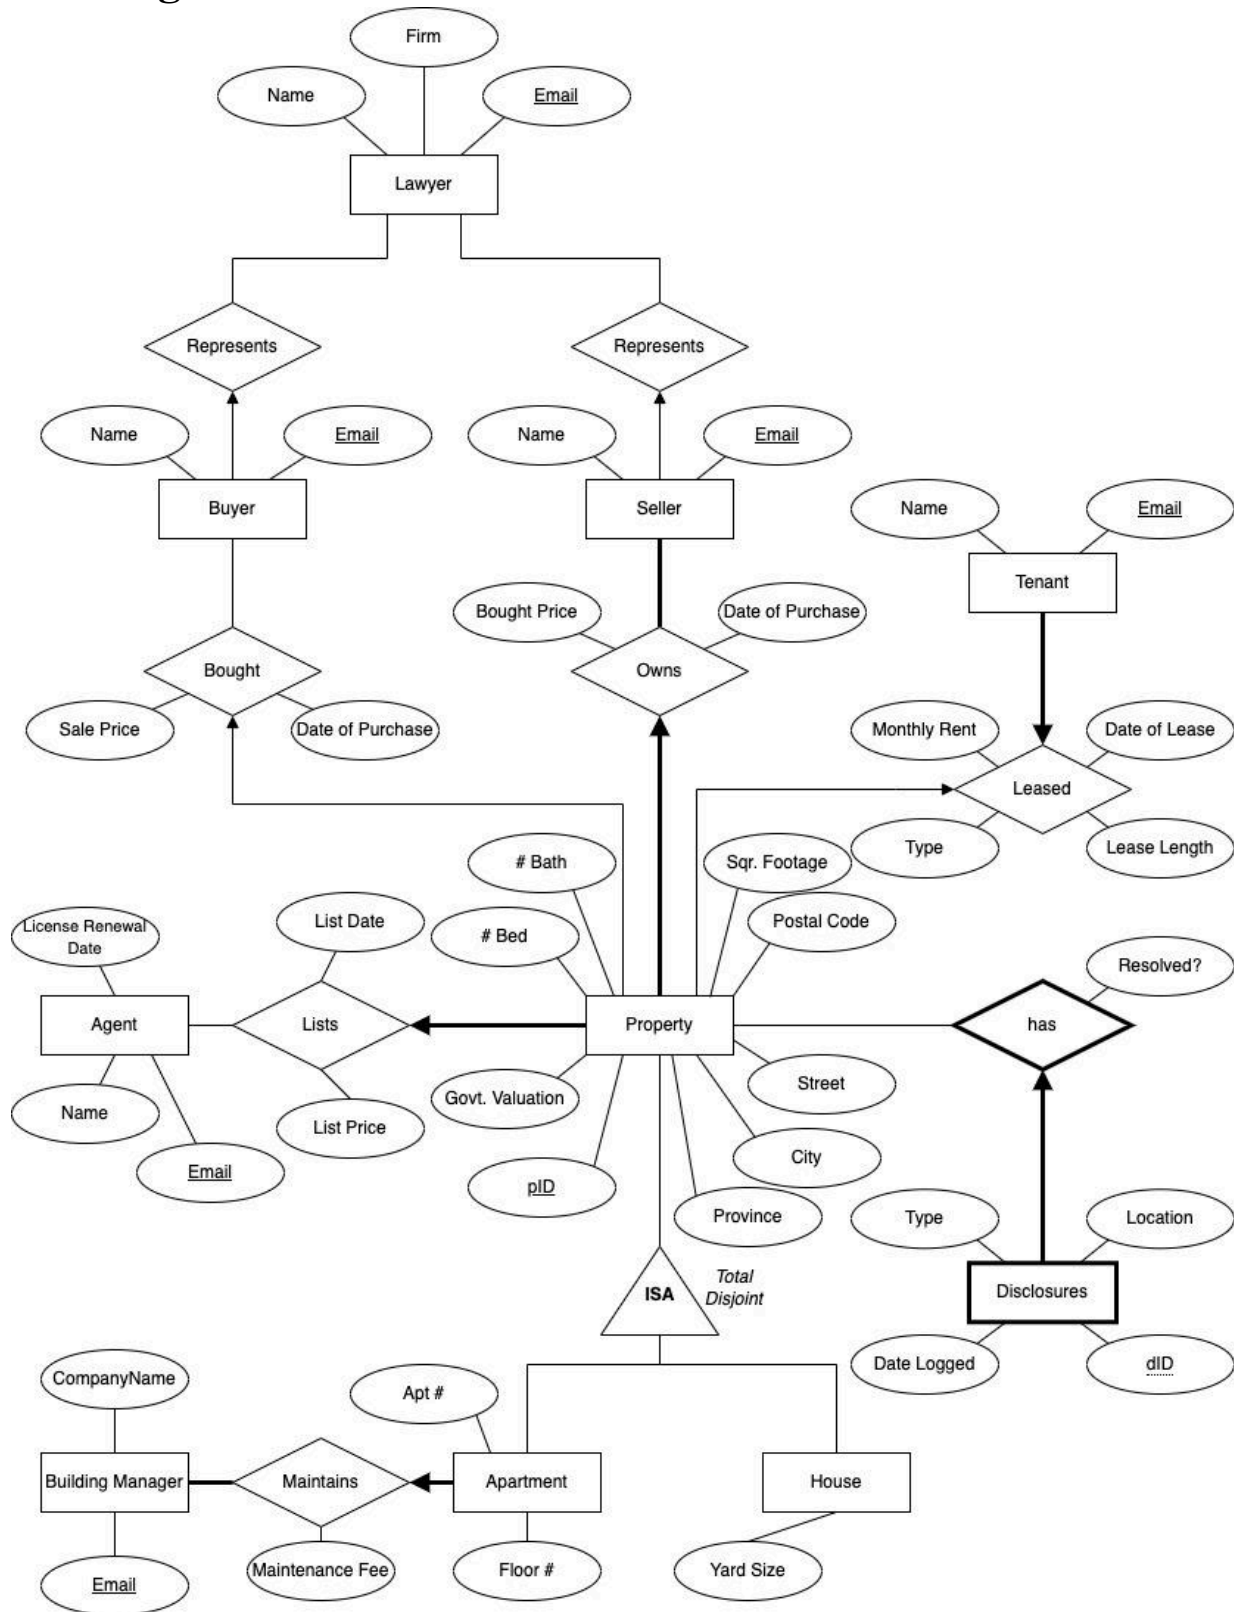 Firm
Name
Email
Lawyer
Represents
Represents
Name
Email
Name
Email
Buyer
Seller
Name
Email
Tenant
Bought Price
Date of Purchase
Bought
Owns
Sale Price
Date of Purchase
Monthly Rent
Date of Lease
Leased
Type
Lease Length
# Bath
Sqr. Footage
List Date
# Bed
Postal Code
License Renewal
Date
Resolved?
Agent
Lists
Property
has
Name
List Price
Govt. Valuation
Street
Email
pID
City
Province
Type
Location
ISA
Total
Disjoint
Disclosures
Date Logged
dID
CompanyName
Apt #
Building Manager
Maintains
Apartment
House
Email
Maintenance Fee
Floor #
Yard Size